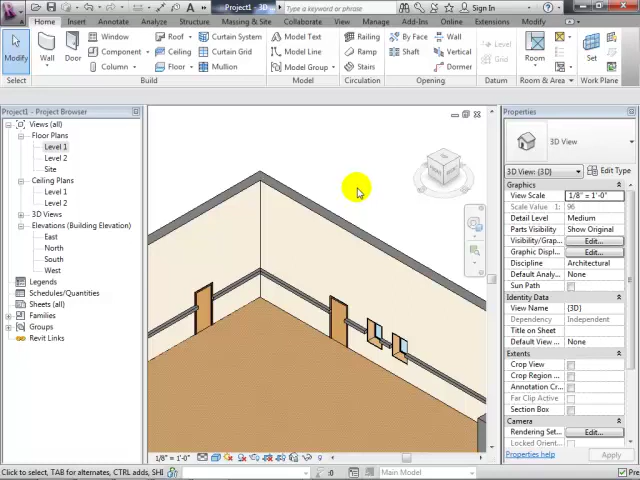 Project1 - 3D
Type a keyword or phrase
Sign In
Home
Insert
Annotate
Analyze
Structure
Massing & Site
Collaborate
View
Manage
Add-Ins
Online
Extensions
Modify
Modify
Wall
Door
Window
Component
Column
Roof
Ceiling
Floor
Curtain System
Curtain Grid
Mullion
Model Text
Model Line
Model Group
Railing
Ramp
Stairs
By Face
Shaft
Wall
Vertical
Dormer
Level
Grid
Room
Set
Select
Build
Model
Circulation
Opening
Datum
Room & Area
Work Plane
Project1 - Project Browser
Views (all)
Floor Plans
Level 1
Level 2
Site
Ceiling Plans
Level 1
Level 2
3D Views
Elevations (Building Elevation)
East
North
South
West
Legends
Schedules/Quantities
Sheets (all)
Families
Groups
Revit Links
Properties
3D View
3D View: {3D}
Edit Type
Graphics
View Scale 1/8" = 1'-0"
Scale Value 1: 96
Detail Level Medium
Parts Visibility Show Original
Visibility/Grap... Edit...
Graphic Displ... Edit...
Discipline Architectural
Default Analy... None
Sun Path
Identity Data
View Name {3D}
Dependency Independent
Title on Sheet
Default View ... None
Extents
Crop View
Crop Region ...
Annotation Cr...
Far Clip Active
Section Box
Camera
Rendering Set... Edit...
Locked Orient...
Properties help
Apply
1/8" = 1'-0"
Click to select, TAB for alternates, CTRL adds, SHI
:0
Main Model
Pre